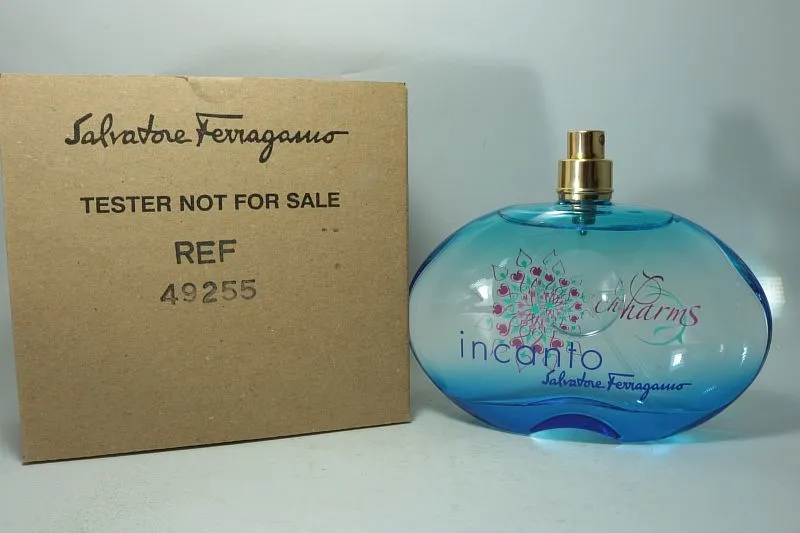 Salvatore Ferragamo
TESTER NOT FOR SALE
REF
49255
Charms
incanto
Salvatore Ferragamo